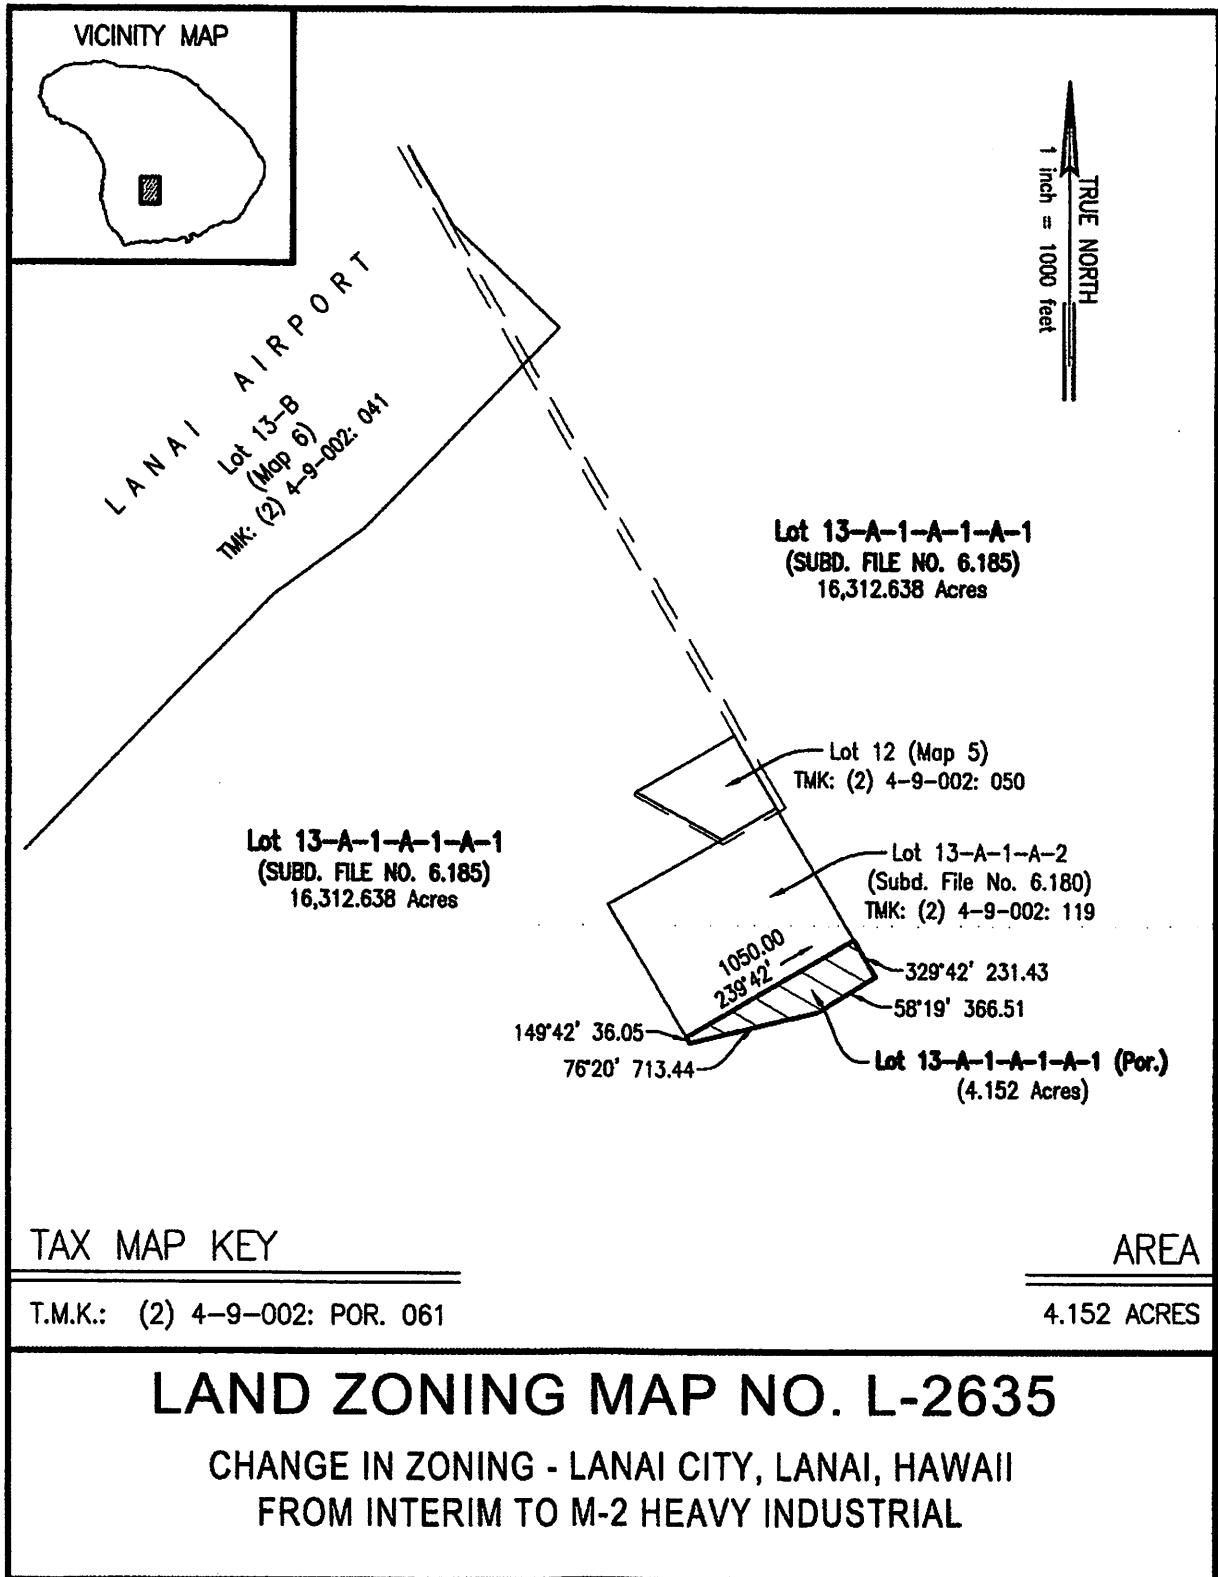 VICINITY MAP
TRUE NORTH
1 inch = 1000 feet
LANAI AIRPORT
Lot 13-B
(Map 6)
TMK: (2) 4-9-002: 041
Lot 13-A-1-A-1-A-1
(SUBD. FILE NO. 6.185)
16,312.638 Acres
Lot 12 (Map 5)
TMK: (2) 4-9-002: 050
Lot 13-A-1-A-1-A-1
(SUBD. FILE NO. 6.185)
16,312.638 Acres
Lot 13-A-1-A-2
(Subd. File No. 6.180)
TMK: (2) 4-9-002: 119
1050.00
239°42'
329°42' 231.43
58°19' 366.51
149°42' 36.05
76°20' 713.44
Lot 13-A-1-A-1-A-1 (Por.)
(4.152 Acres)
TAX MAP KEY
AREA
T.M.K.: (2) 4-9-002: POR. 061
4.152 ACRES
LAND ZONING MAP NO. L-2635
CHANGE IN ZONING - LANAI CITY, LANAI, HAWAII
FROM INTERIM TO M-2 HEAVY INDUSTRIAL